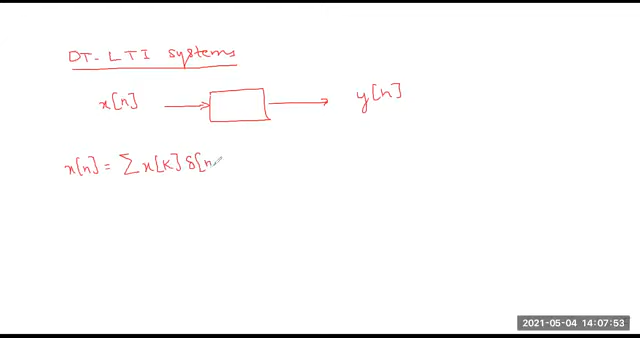 DT-LTI systems
x[n] y[n]
x[n] = ∑ x[k] δ[n
2021-05-04 14:07:53